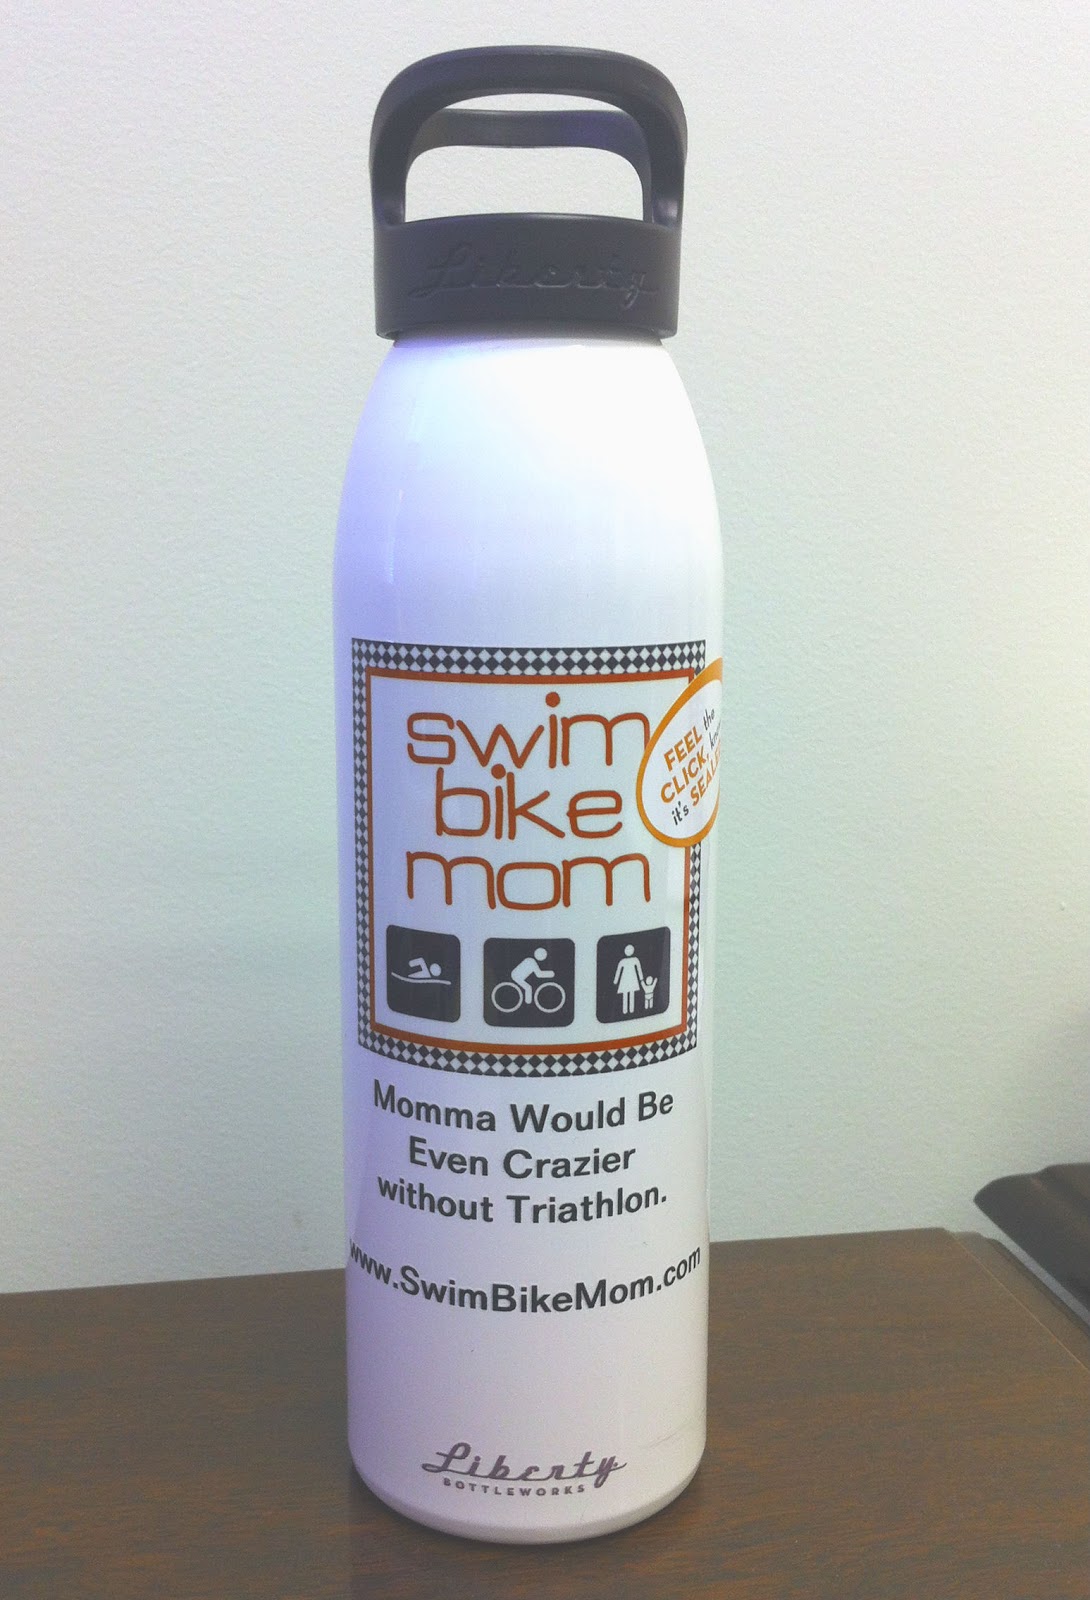 Liberty
swim
bike
mom
FEEL the
CLICK,
it's
Momma Would Be
Even Crazier
without Triathlon.
www.SwimBikeMom.com
Liberty
BOTTLEWORKS